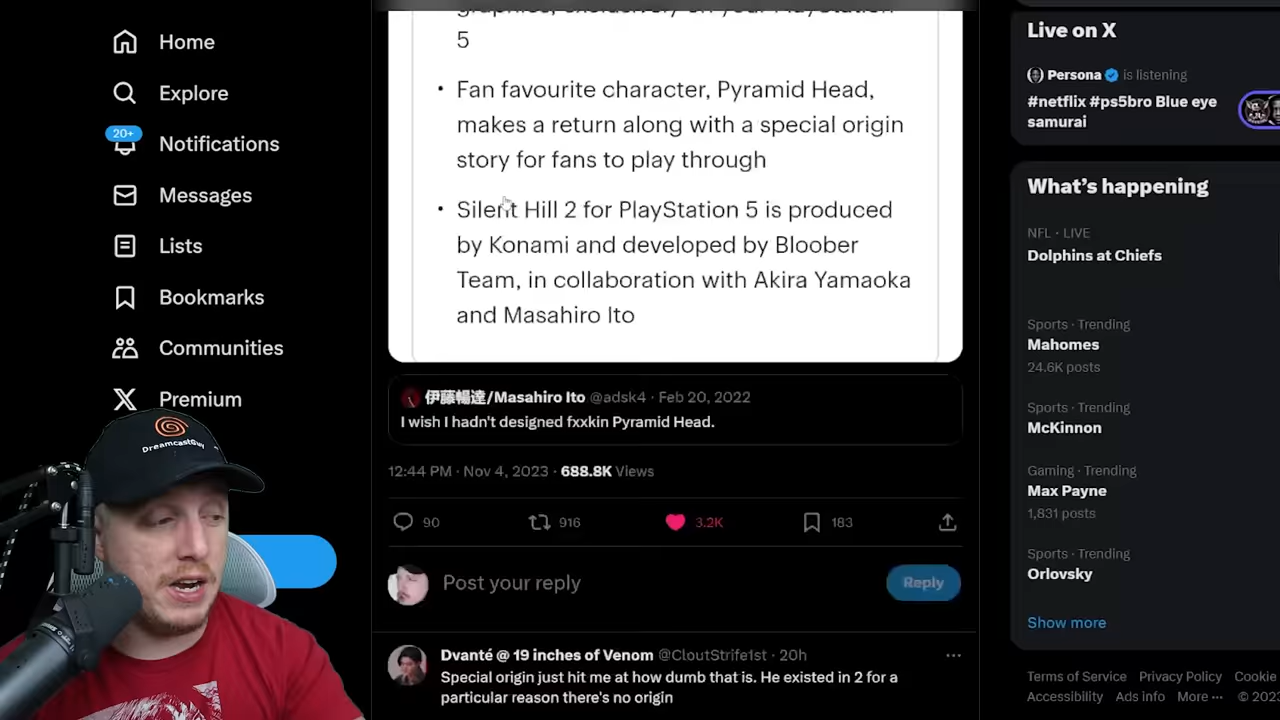 Home
Explore
20+
Notifications
Messages
Lists
Bookmarks
Communities
Premium
DreamcastGuy
graphics, exclusively on your PlayStation
5
• Fan favourite character, Pyramid Head,
makes a return along with a special origin
story for fans to play through
• Silent Hill 2 for PlayStation 5 is produced
by Konami and developed by Bloober
Team, in collaboration with Akira Yamaoka
and Masahiro Ito
伊藤暢達/Masahiro Ito @adsk4 · Feb 20, 2022
I wish I hadn't designed fxxkin Pyramid Head.
12:44 PM · Nov 4, 2023 · 688.8K Views
90 916 3.2K 183
Post your reply
Reply
Dvanté @ 19 inches of Venom @CloutStrife1st · 20h
Special origin just hit me at how dumb that is. He existed in 2 for a
particular reason there's no origin
Live on X
Persona is listening
#netflix #ps5bro Blue eye
samurai
What's happening
NFL · LIVE
Dolphins at Chiefs
Sports · Trending
Mahomes
24.6K posts
Sports · Trending
McKinnon
Gaming · Trending
Max Payne
1,831 posts
Sports · Trending
Orlovsky
Show more
Terms of Service Privacy Policy Cookie
Accessibility Ads info More ··· © 202